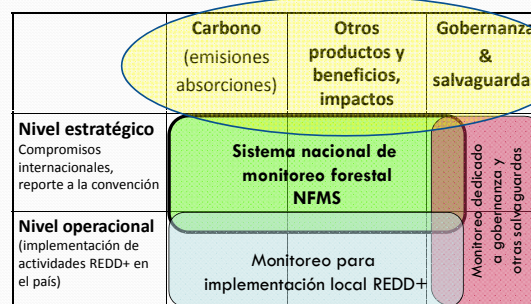 Carbono
(emisiones
absorciones)
Otros
productos y
beneficios,
impactos
Gobernanza
&
salvaguarda
Nivel estratégico
Compromisos
internacionales,
reporte a la convención
Sistema nacional de
monitoreo forestal
NFMS
Nivel operacional
(implementación de
actividades REDD+ en
el país)
Monitoreo para
implementación local REDD+
Monitoreo dedicado
a gobernanza y
otras salvaguardas